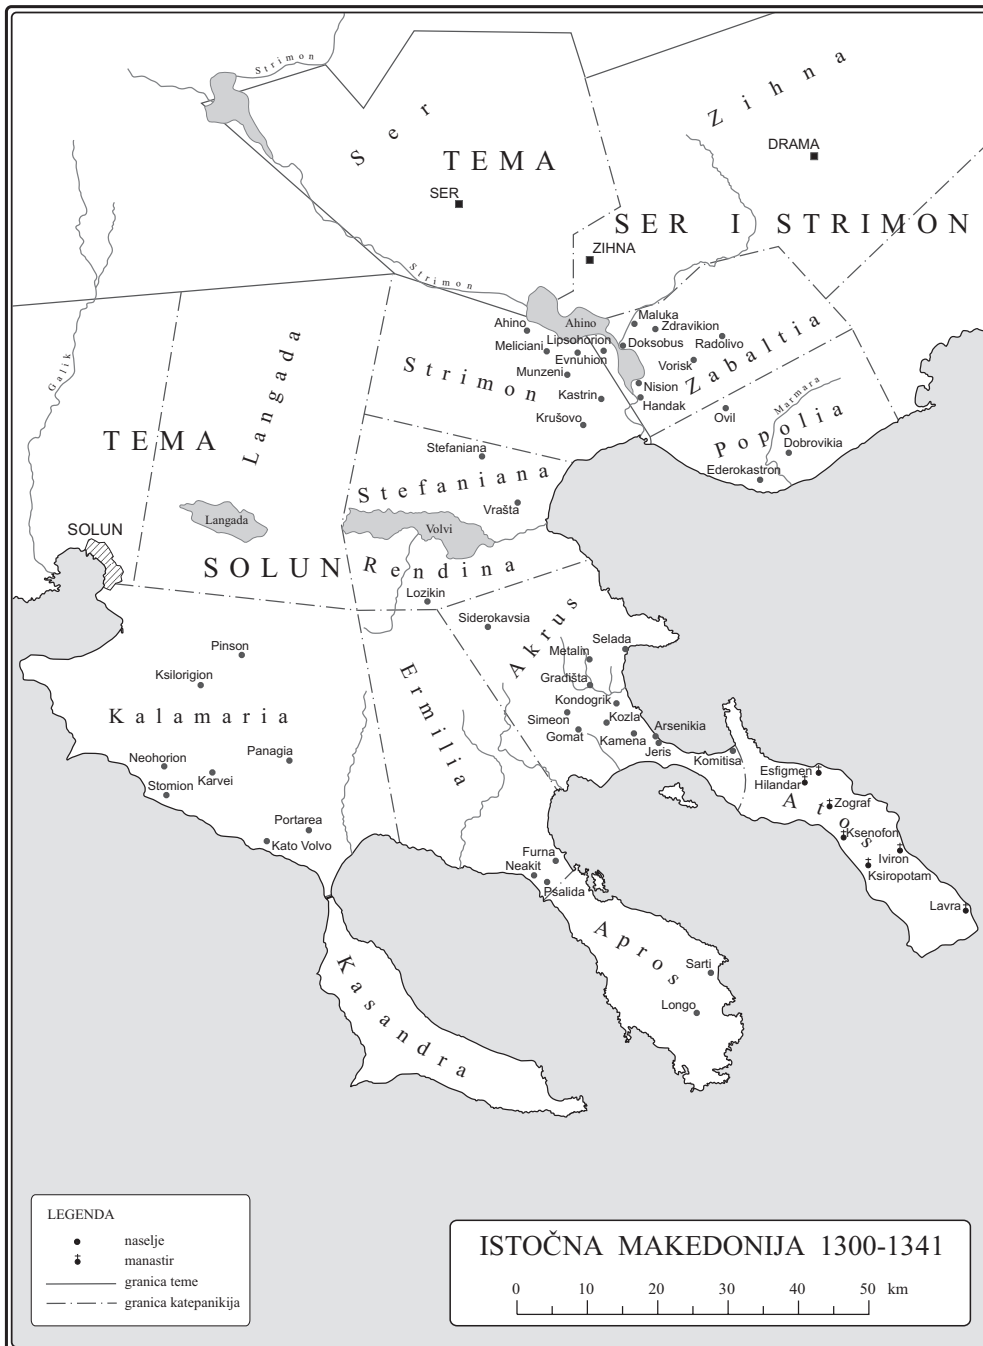 Strimon
Zihna
Ser
DRAMA
TEMA
SER
SER I STRIMON
ZIHNA
Strimon
Ahino
Ahino
Maluka
Zdravikion
Radolivo
Meliciani
Lipsohorion
Doksobus
Evnuhion
Vorisk
Zabaltia
Galik
Langada
Strimon
Munzeni
Nision
Kastrin
Handak
Marmara
Ovil
Krušovo
Popolia
TEMA
Stefaniana
Dobrovikia
Stefaniana
Ederokastron
Vrašta
Langada
Volvi
SOLUN
SOLUN
Rendina
Lozikin
Akrus
Siderokavsia
Selada
Pinson
Metalin
Ksilorigion
Gradišta
Ermilia
Kondogrik
Kalamaria
Simeon
Kozla
Arsenikia
Gomat
Kamena
Jeris
Komitisa
Neohorion
Panagia
Karvei
Stomion
Esfigmen
Hilandar
Atos
Zograf
Portarea
Kato Volvo
Ksenofon
Furna
Iviron
Neakit
Ksiropotam
Psalida
Lavra
Apros
Sarti
Kasandra
Longo
LEGENDA
naselje
manastir
granica teme
granica katepanikija
ISTOČNA MAKEDONIJA 1300-1341
0 10 20 30 40 50 km